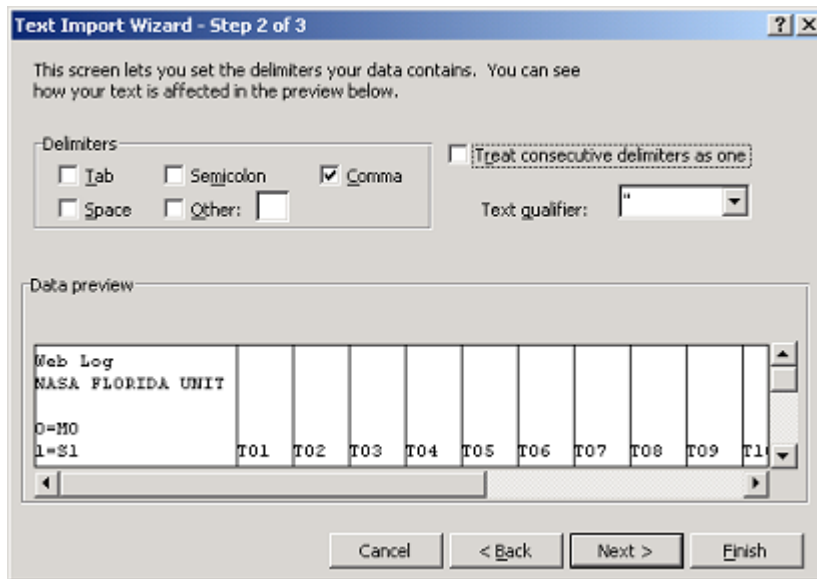 Text Import Wizard - Step 2 of 3
This screen lets you set the delimiters your data contains. You can see
how your text is affected in the preview below.
Delimiters
Tab
Semicolon
Comma
Space
Other:
Treat consecutive delimiters as one
Text qualifier:
"
Data preview
Web Log
NASA FLORIDA UNIT
0=M0
1=S1 T01 T02 T03 T04 T05 T06 T07 T08 T09 T1
Cancel
< Back
Next >
Finish